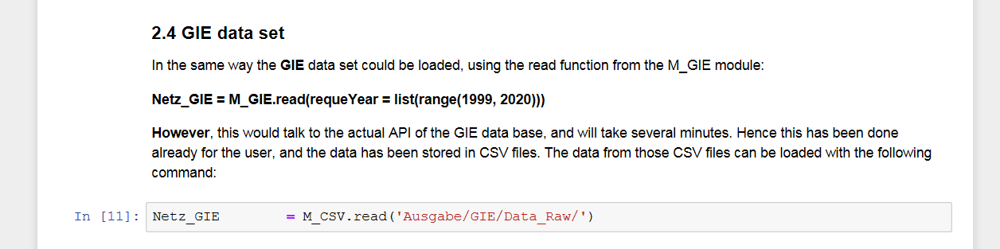 2.4 GIE data set
In the same way the GIE data set could be loaded, using the read function from the M_GIE module:
Netz_GIE = M_GIE.read(requeYear = list(range(1999, 2020)))
However, this would talk to the actual API of the GIE data base, and will take several minutes. Hence this has been done
already for the user, and the data has been stored in CSV files. The data from those CSV files can be loaded with the following
command:
In [11]: Netz_GIE = M_CSV.read('Ausgabe/GIE/Data_Raw/')